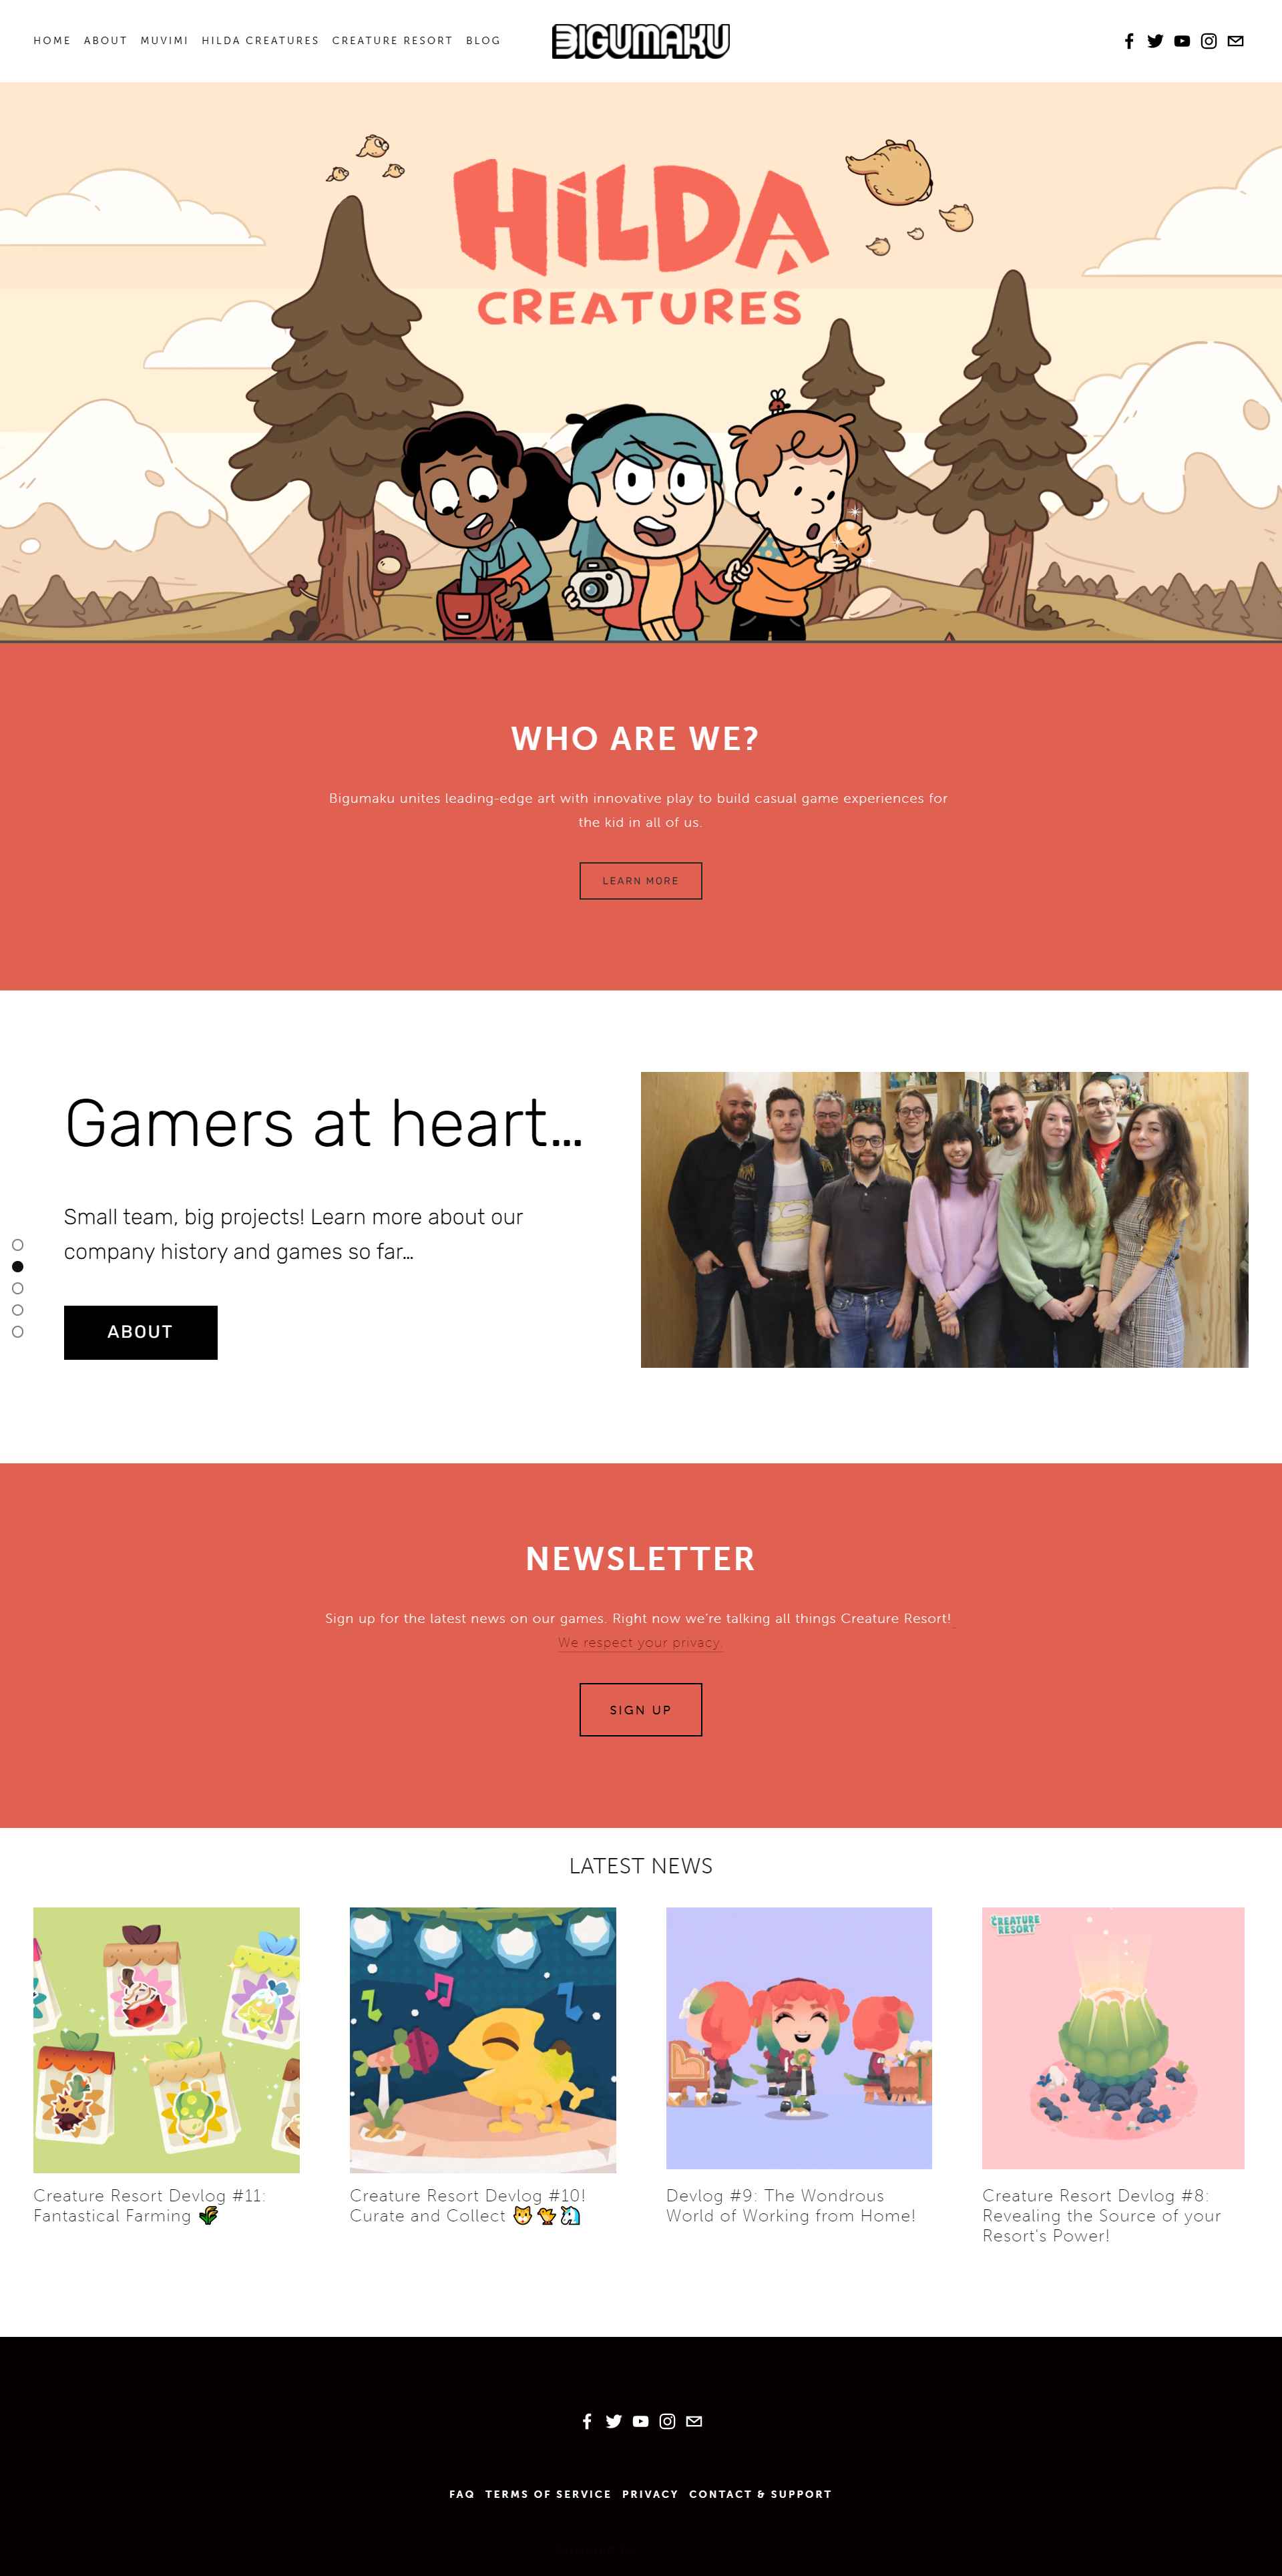 HOME ABOUT MUVIMI HILDA CREATURES CREATURE RESORT BLOG
BIGUMAKU
HILDA
CREATURES
WHO ARE WE?
Bigumaku unites leading-edge art with innovative play to build casual game experiences for
the kid in all of us.
LEARN MORE
Gamers at heart…
Small team, big projects! Learn more about our
company history and games so far…
ABOUT
NEWSLETTER
Sign up for the latest news on our games. Right now we're talking all things Creature Resort!
We respect your privacy.
SIGN UP
LATEST NEWS
CREATURE
RESORT
Creature Resort Devlog #11:
Fantastical Farming 🌾
Creature Resort Devlog #10!
Curate and Collect 🐱🐤🦄
Devlog #9: The Wondrous
World of Working from Home!
Creature Resort Devlog #8:
Revealing the Source of your
Resort's Power!
FAQ TERMS OF SERVICE PRIVACY CONTACT & SUPPORT